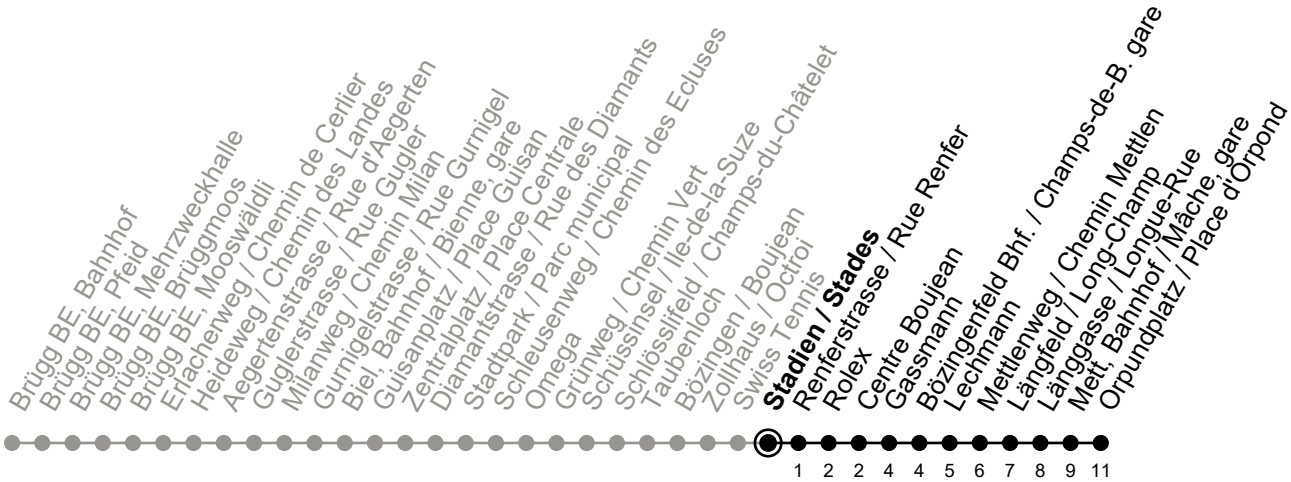 Brügg BE, Bahnhof
Brügg BE, Pfeid
Brügg BE, Mehrzweckhalle
Brügg BE, Brüggmoos
Brügg BE, Mooswäldli
Erlachenweg / Chemin de Cerlier
Heideweg / Chemin des Landes
Aegertenstrasse / Rue d'Aegerten
Guglerstrasse / Rue Gugler
Milanweg / Chemin Milan
Gurnigelstrasse / Rue Gurnigel
Biel, Bahnhof / Bienne, gare
Guisanplatz / Place Guisan
Zentralplatz / Place Centrale
Diamantstrasse / Rue des Diamants
Stadtpark / Parc municipal
Schleusenweg / Chemin des Ecluses
Omega
Grünweg / Chemin Vert
Schüssinsel / Ile-de-la-Suze
Schlösslifeld / Champs-du-Châtelet
Taubenloch
Bözingen / Boujean
Zollhaus / Octroi
Swiss Tennis
Stadien / Stades
Renferstrasse / Rue Renfer
Rolex
Centre Boujean
Gassmann
Bözingenfeld Bhf. / Champs-de-B. gare
Lechmann
Mettlenweg / Chemin Mettlen
Längfeld / Long-Champ
Länggasse / Longue-Rue
Mett, Bahnhof / Mâche, gare
Orpundplatz / Place d'Orpond
1 2 2 4 4 5 6 7 8 9 11